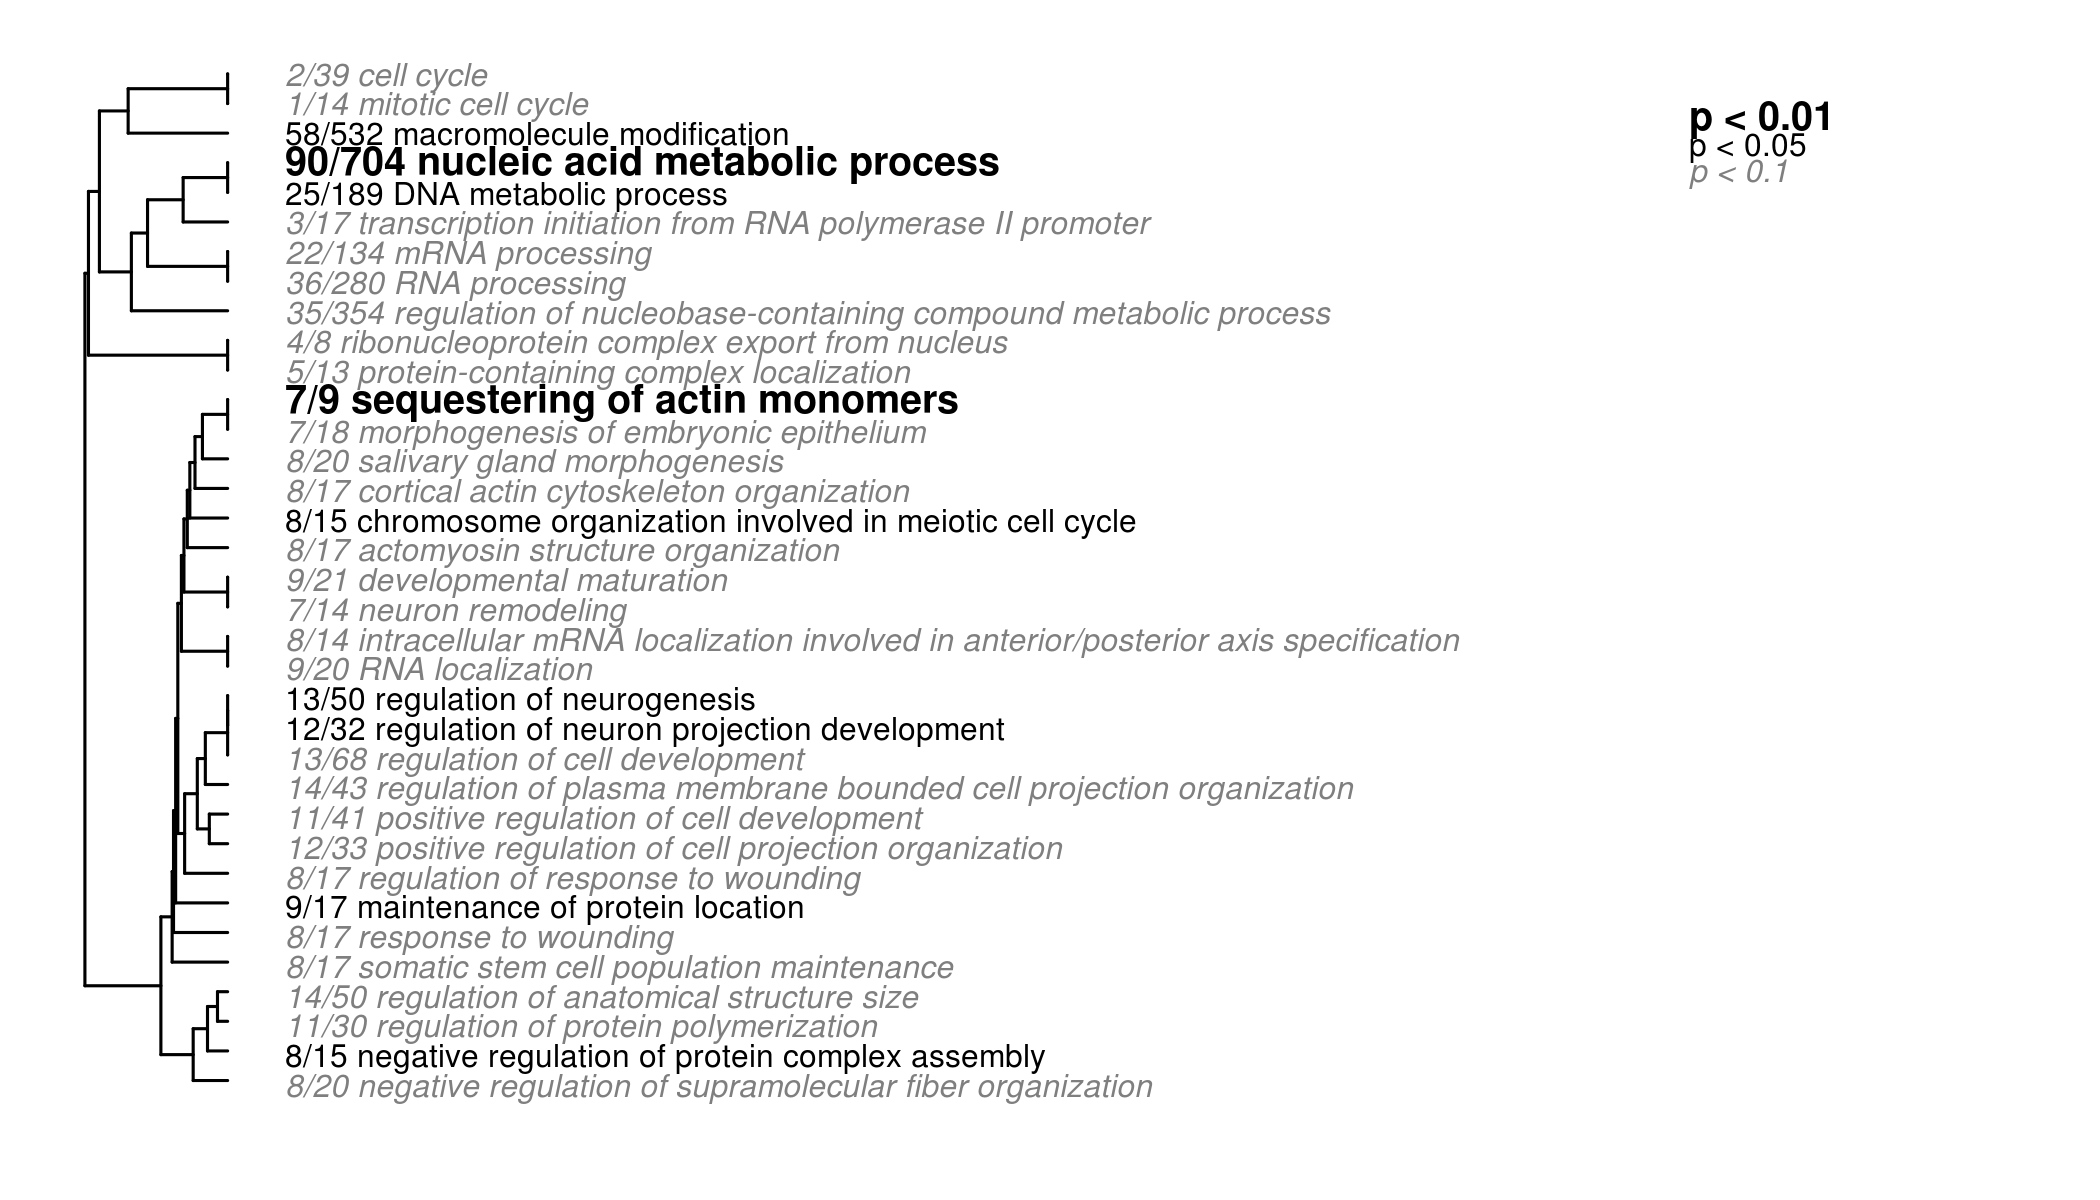 2/39 cell cycle
1/14 mitotic cell cycle
58/532 macromolecule modification
90/704 nucleic acid metabolic process
25/189 DNA metabolic process
3/17 transcription initiation from RNA polymerase II promoter
22/134 mRNA processing
36/280 RNA processing
35/354 regulation of nucleobase-containing compound metabolic process
4/8 ribonucleoprotein complex export from nucleus
5/13 protein-containing complex localization
7/9 sequestering of actin monomers
7/18 morphogenesis of embryonic epithelium
8/20 salivary gland morphogenesis
8/17 cortical actin cytoskeleton organization
8/15 chromosome organization involved in meiotic cell cycle
8/17 actomyosin structure organization
9/21 developmental maturation
7/14 neuron remodeling
8/14 intracellular mRNA localization involved in anterior/posterior axis specification
9/20 RNA localization
13/50 regulation of neurogenesis
12/32 regulation of neuron projection development
13/68 regulation of cell development
14/43 regulation of plasma membrane bounded cell projection organization
11/41 positive regulation of cell development
12/33 positive regulation of cell projection organization
8/17 regulation of response to wounding
9/17 maintenance of protein location
8/17 response to wounding
8/17 somatic stem cell population maintenance
14/50 regulation of anatomical structure size
11/30 regulation of protein polymerization
8/15 negative regulation of protein complex assembly
8/20 negative regulation of supramolecular fiber organization
p < 0.01
p < 0.05
p < 0.1